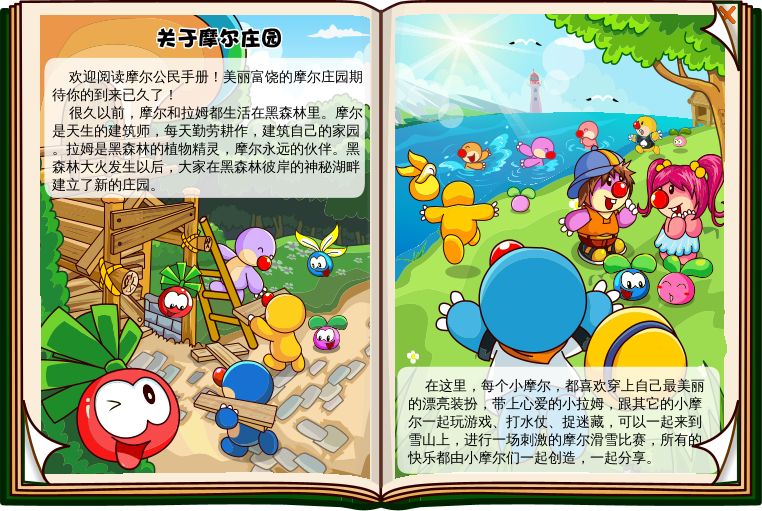 关于摩尔庄园
欢迎阅读摩尔公民手册！美丽富饶的摩尔庄园期
待你的到来已久了！
很久以前，摩尔和拉姆都生活在黑森林里。摩尔
是天生的建筑师，每天勤劳耕作，建筑自己的家园
。拉姆是黑森林的植物精灵，摩尔永远的伙伴。黑
森林大火发生以后，大家在黑森林彼岸的神秘湖畔
建立了新的庄园。
在这里，每个小摩尔，都喜欢穿上自己最美丽
的漂亮装扮，带上心爱的小拉姆，跟其它的小摩
尔一起玩游戏、打水仗、捉迷藏，可以一起来到
雪山上，进行一场刺激的摩尔滑雪比赛，所有的
快乐都由小摩尔们一起创造，一起分享。